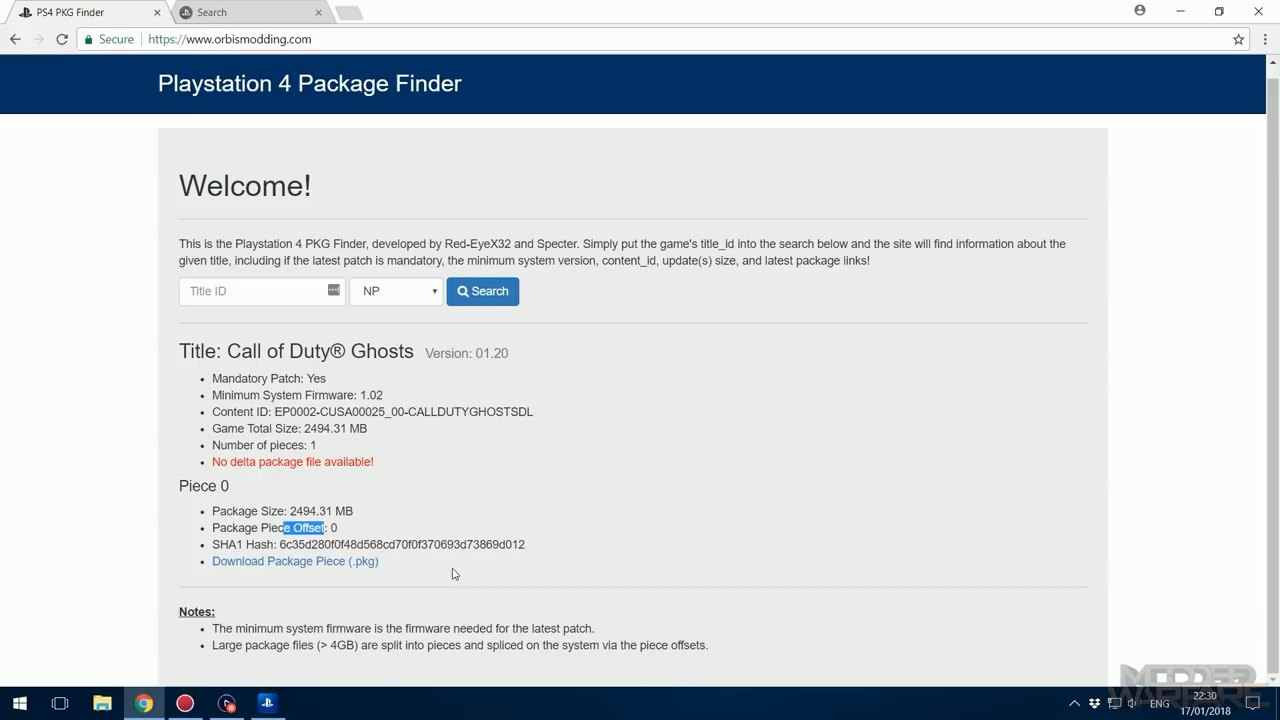 PS4 PKG Finder
Search
Secure
https://www.orbismodding.com
Playstation 4 Package Finder
Welcome!
This is the Playstation 4 PKG Finder, developed by Red-EyeX32 and Specter. Simply put the game's title_id into the search below and the site will find information about the
given title, including if the latest patch is mandatory, the minimum system version, content_id, update(s) size, and latest package links!
Title ID
NP
Search
Title: Call of Duty® Ghosts Version: 01.20
Mandatory Patch: Yes
Minimum System Firmware: 1.02
Content ID: EP0002-CUSA00025_00-CALLDUTYGHOSTSDL
Game Total Size: 2494.31 MB
Number of pieces: 1
No delta package file available!
Piece 0
Package Size: 2494.31 MB
Package Piece Offset: 0
SHA1 Hash: 6c35d280f0f48d568cd70f0f370693d73869d012
Download Package Piece (.pkg)
Notes:
The minimum system firmware is the firmware needed for the latest patch.
Large package files (> 4GB) are split into pieces and spliced on the system via the piece offsets.
MODDED
WARFARE
ENG
22:30
17/01/2018